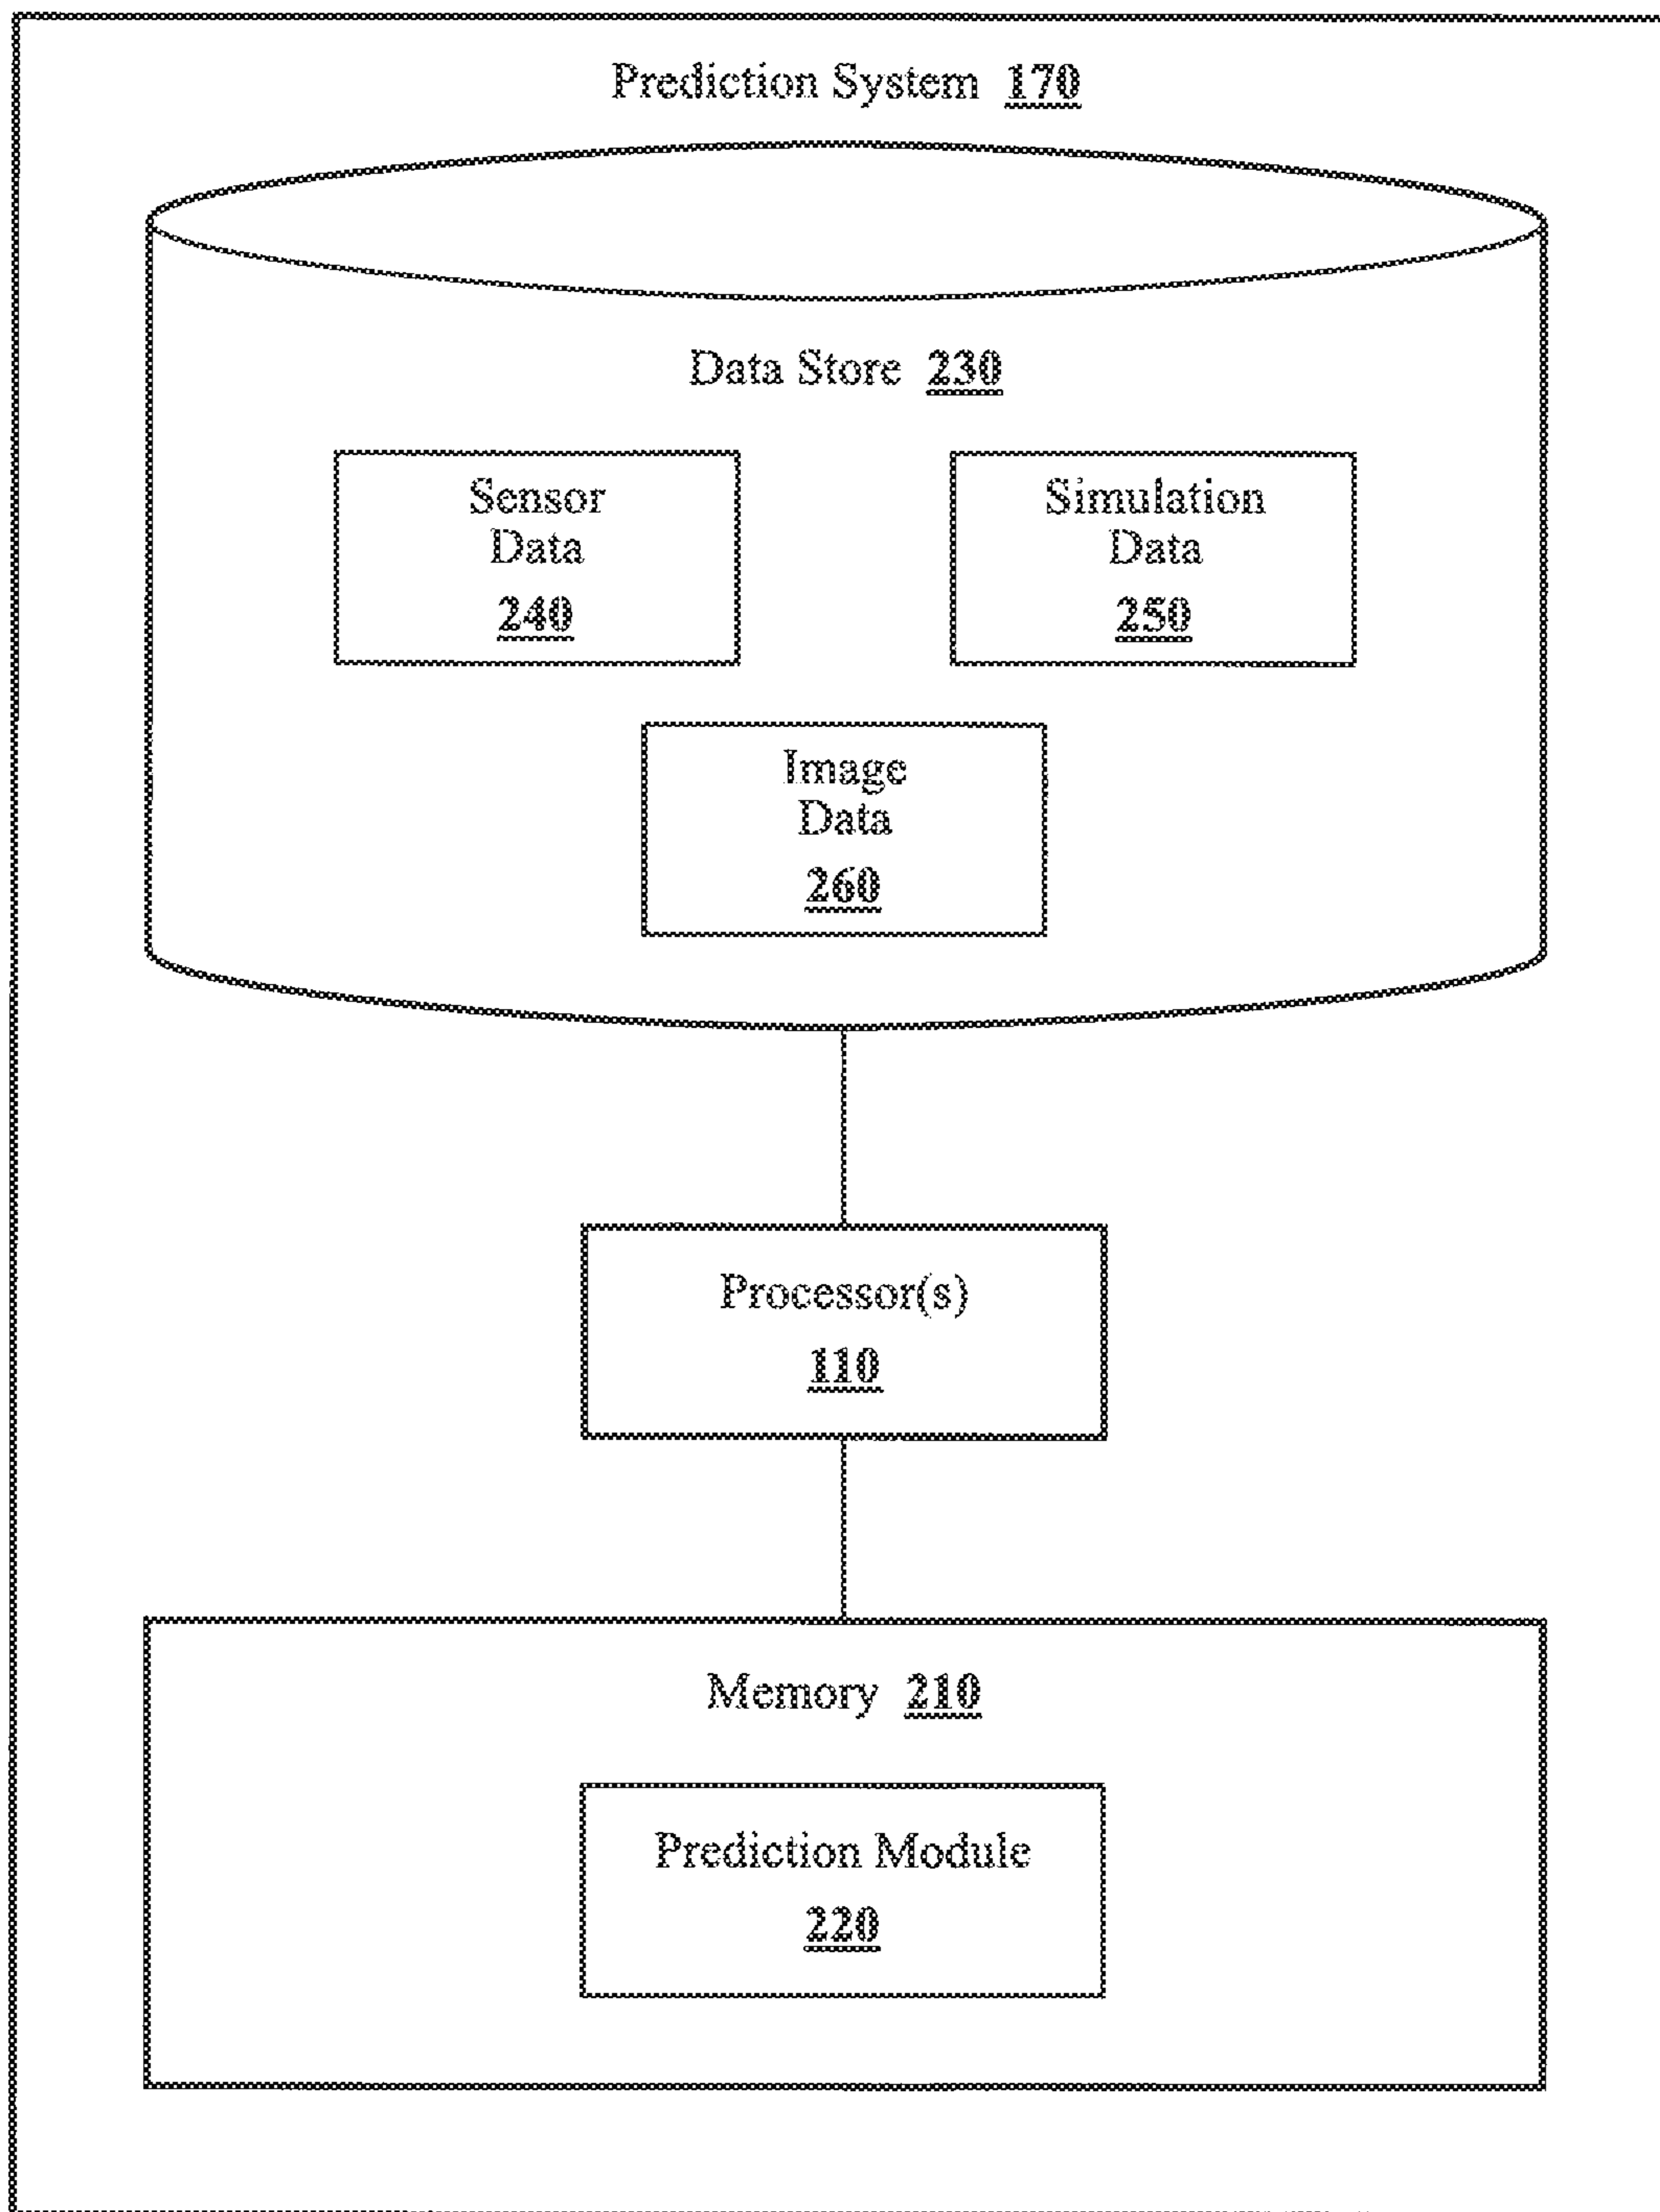 Prediction System 170
Data Store 230
Sensor
Data
240
Simulation
Data
250
Image
Data
260
Processor(s)
110
Memory 210
Prediction Module
220